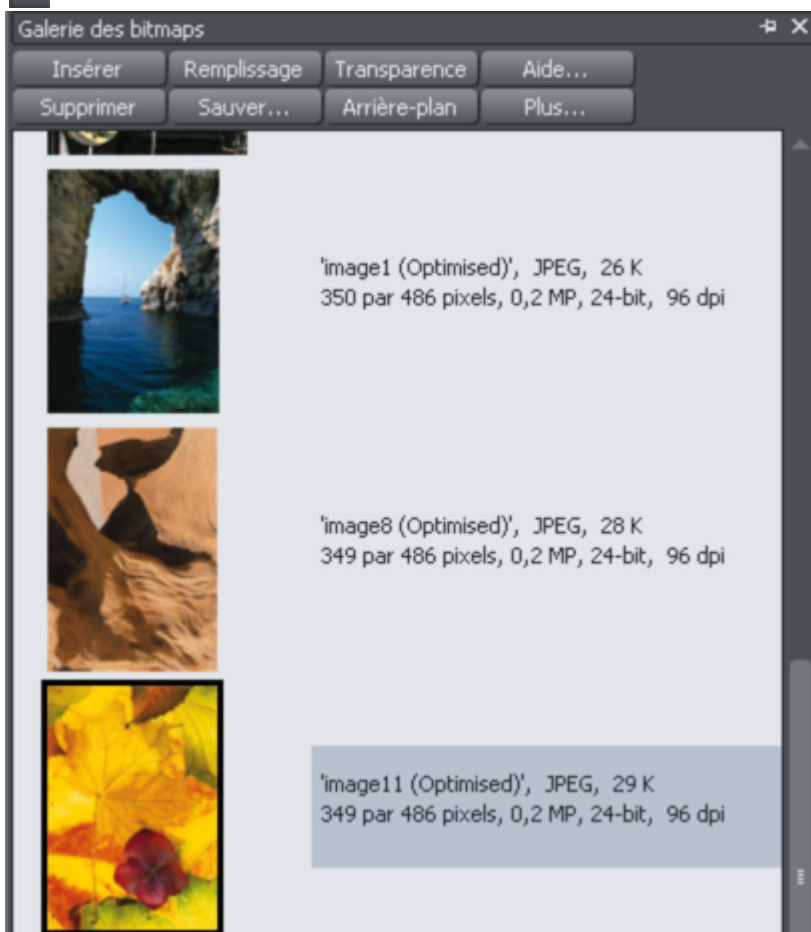 Galerie des bitmaps
Insérer Remplissage Transparence Aide...
Supprimer Sauver... Arrière-plan Plus...
'image1 (Optimised)', JPEG, 26 K
350 par 486 pixels, 0,2 MP, 24-bit, 96 dpi
'image8 (Optimised)', JPEG, 28 K
349 par 486 pixels, 0,2 MP, 24-bit, 96 dpi
'image11 (Optimised)', JPEG, 29 K
349 par 486 pixels, 0,2 MP, 24-bit, 96 dpi